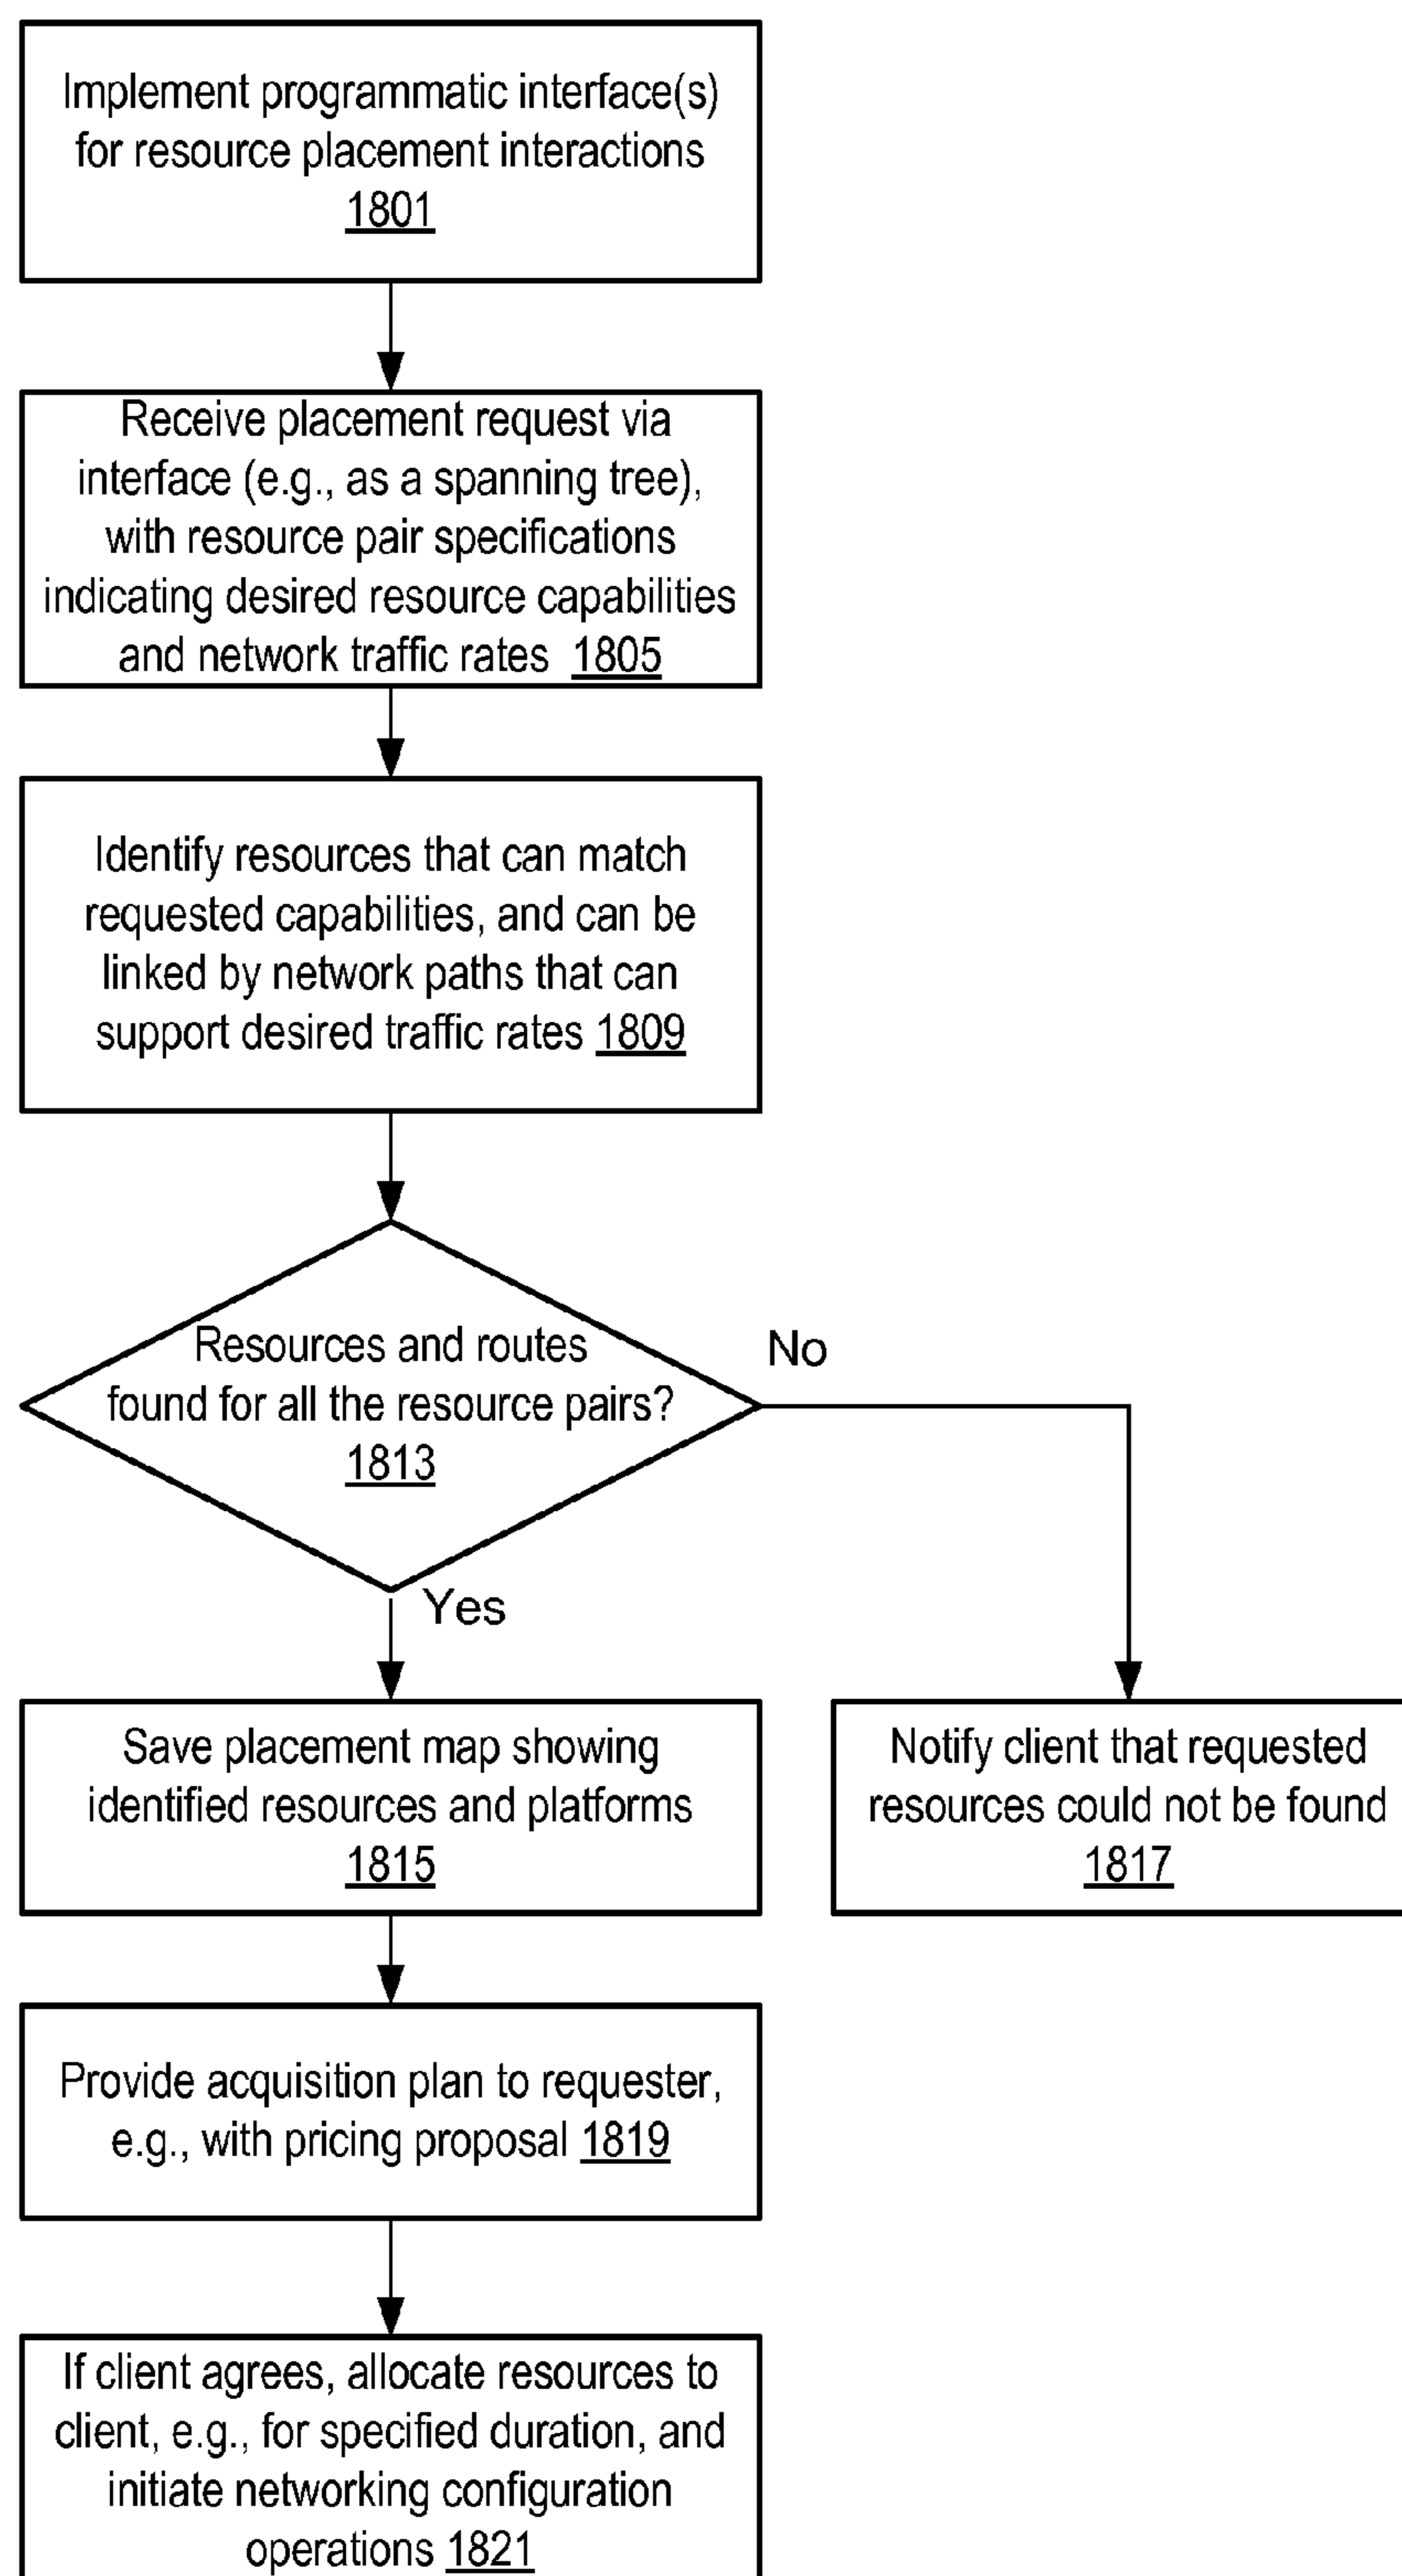 Implement programmatic interface(s)
for resource placement interactions
1801
Receive placement request via
interface (e.g., as a spanning tree),
with resource pair specifications
indicating desired resource capabilities
and network traffic rates 1805
Identify resources that can match
requested capabilities, and can be
linked by network paths that can
support desired traffic rates 1809
Resources and routes
found for all the resource pairs?
1813
No
Yes
Save placement map showing
identified resources and platforms
1815
Notify client that requested
resources could not be found
1817
Provide acquisition plan to requester,
e.g., with pricing proposal 1819
If client agrees, allocate resources to
client, e.g., for specified duration, and
initiate networking configuration
operations 1821